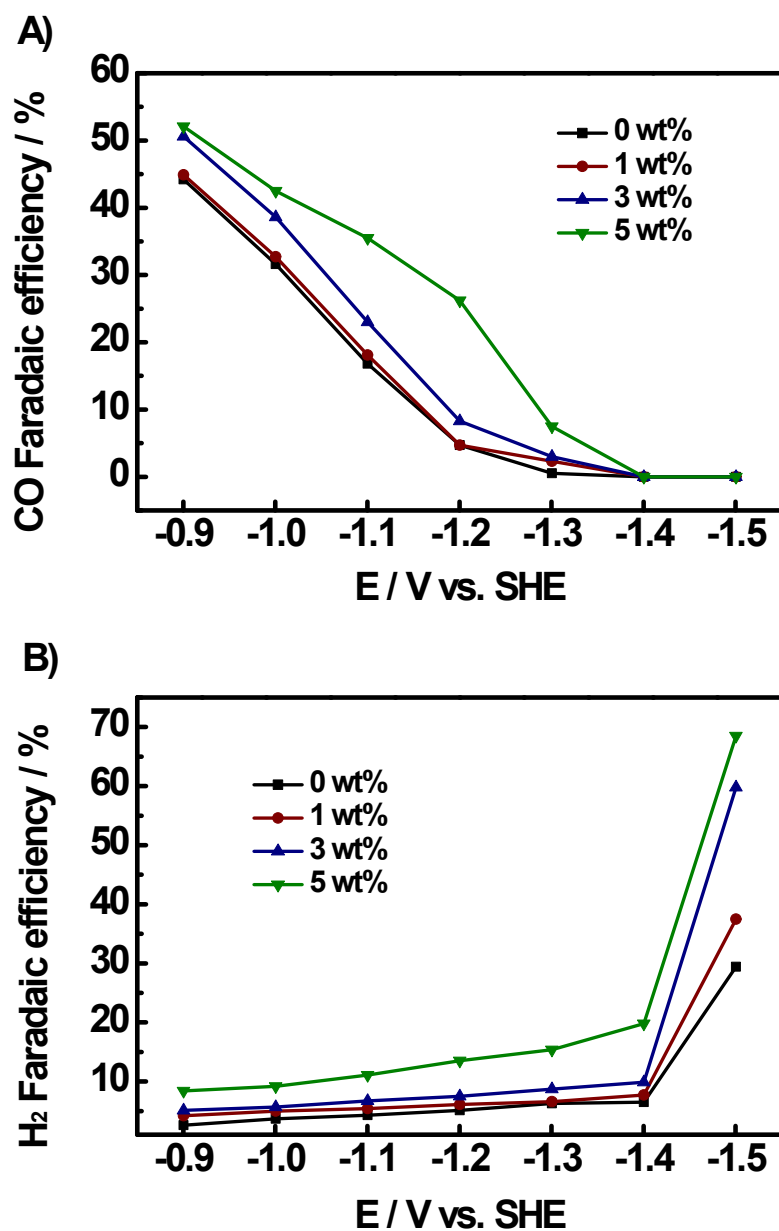 A)
CO Faradaic efficiency / %
60
50
40
30
20
10
0
0 wt%
1 wt%
3 wt%
5 wt%
-0.9 -1.0 -1.1 -1.2 -1.3 -1.4 -1.5
E / V vs. SHE
B)
H₂ Faradaic efficiency / %
70
60
50
40
30
20
10
0 wt%
1 wt%
3 wt%
5 wt%
-0.9 -1.0 -1.1 -1.2 -1.3 -1.4 -1.5
E / V vs. SHE